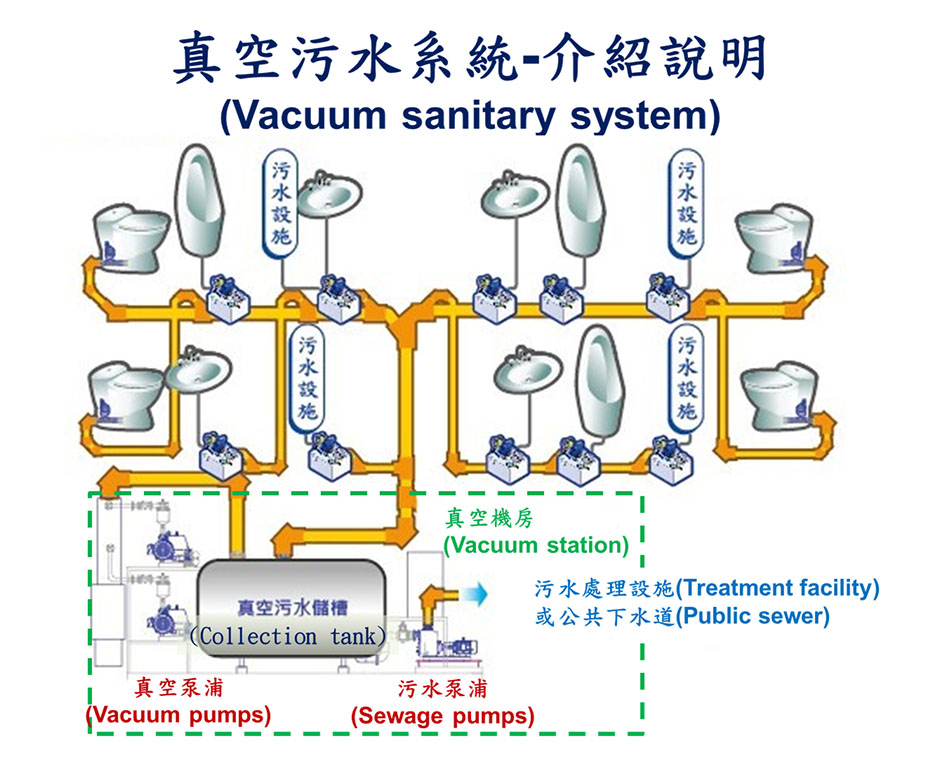 真空污水系統-介紹說明
(Vacuum sanitary system)
污水設施
污水設施
污水設施
污水設施
真空機房
(Vacuum station)
污水處理設施(Treatment facility)
或公共下水道(Public sewer)
真空污水儲槽
(Collection tank)
真空泵浦
(Vacuum pumps)
污水泵浦
(Sewage pumps)